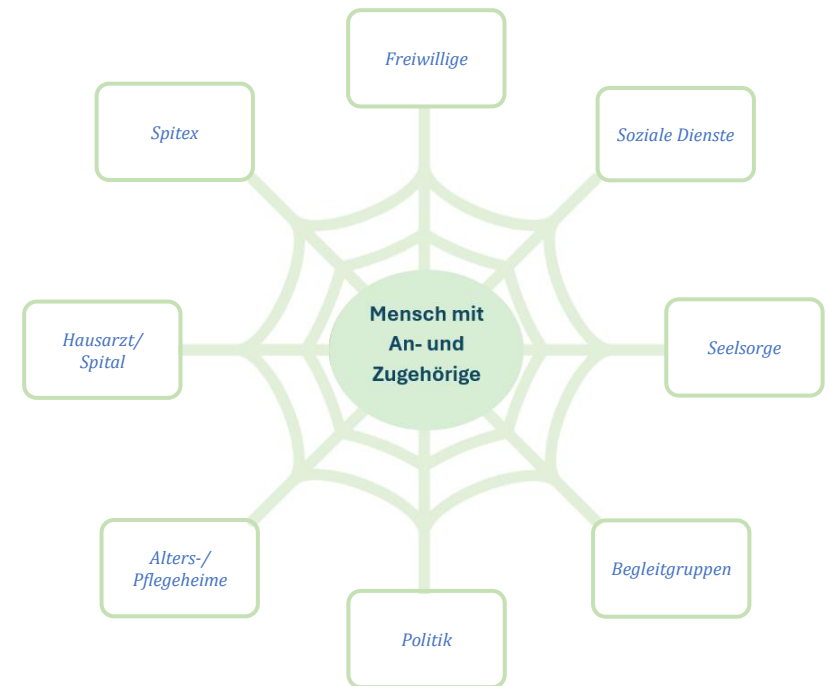 Freiwillige
Spitex
Soziale Dienste
Mensch mit
An- und
Zugehörige
Hausarzt/
Spital
Seelsorge
Alters-/
Pflegeheime
Begleitgruppen
Politik